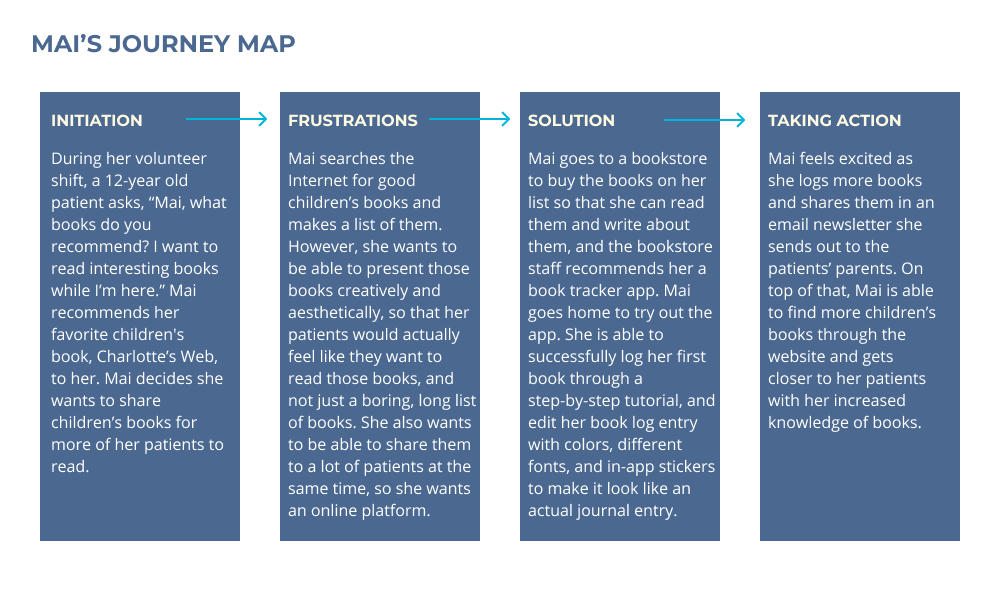 MAI’S JOURNEY MAP
INITIATION
During her volunteer
shift, a 12-year old
patient asks, “Mai, what
books do you
recommend? I want to
read interesting books
while I’m here.” Mai
recommends her
favorite children's
book, Charlotte’s Web,
to her. Mai decides she
wants to share
children’s books for
more of her patients to
read.
FRUSTRATIONS
Mai searches the
Internet for good
children’s books and
makes a list of them.
However, she wants to
be able to present those
books creatively and
aesthetically, so that her
patients would actually
feel like they want to
read those books, and
not just a boring, long list
of books. She also wants
to be able to share them
to a lot of patients at the
same time, so she wants
an online platform.
SOLUTION
Mai goes to a bookstore
to buy the books on her
list so that she can read
them and write about
them, and the bookstore
staff recommends her a
book tracker app. Mai
goes home to try out the
app. She is able to
successfully log her first
book through a
step-by-step tutorial, and
edit her book log entry
with colors, different
fonts, and in-app stickers
to make it look like an
actual journal entry.
TAKING ACTION
Mai feels excited as
she logs more books
and shares them in an
email newsletter she
sends out to the
patients’ parents. On
top of that, Mai is able
to find more children’s
books through the
website and gets
closer to her patients
with her increased
knowledge of books.